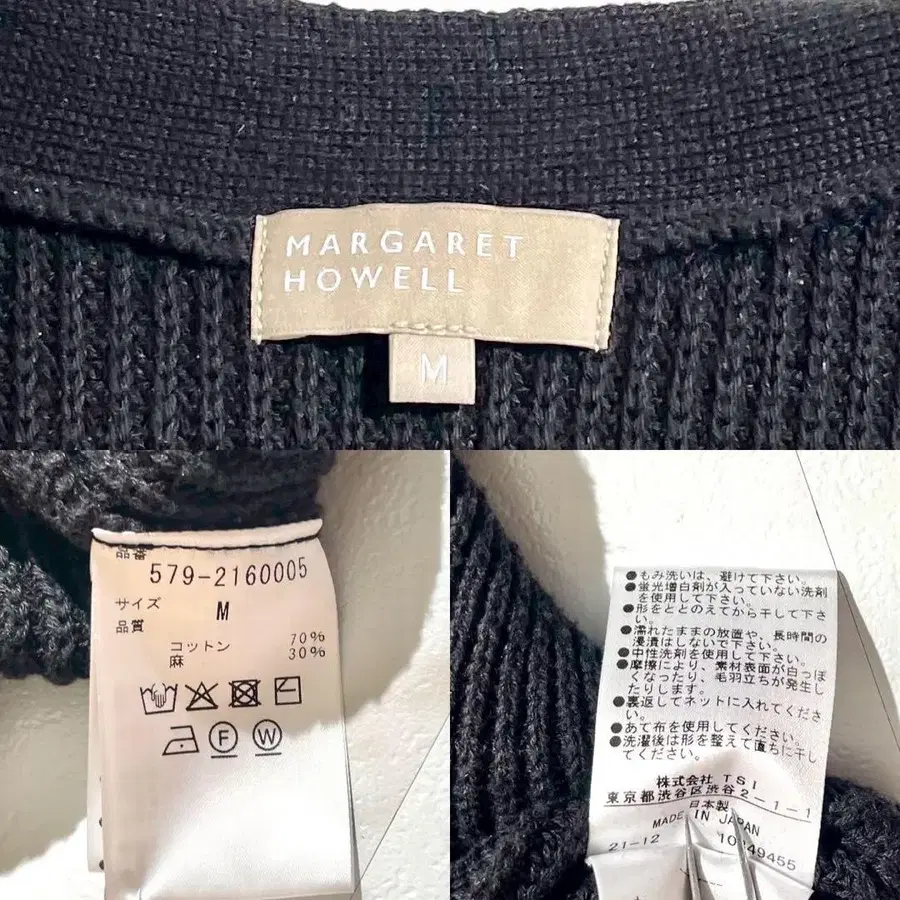 MARGARET
HOWELL
M
品番
579-2160005
サイズ M
品質
コットン 70%
麻 30%
F W
●もみ洗いは、避けて下さい。
●蛍光増白剤が入っていない洗剤
を使用して下さい。
●形をととのえてから干して下さ
い。
●濡れたままの放置や、長時間の
浸漬はしないで下さい。
●中性洗剤を使用して下さい。
●摩擦により、素材表面が白っぽ
くなったり、毛羽立ちが発生し
たりします。
●裏返してネットに入れてくださ
い。
●あて布を使用してください。
●洗濯後は形を整えて直ちに干し
てください。
株式会社 TSI
東京都渋谷区渋谷2-1-1
日本製
MADE IN JAPAN
21-12